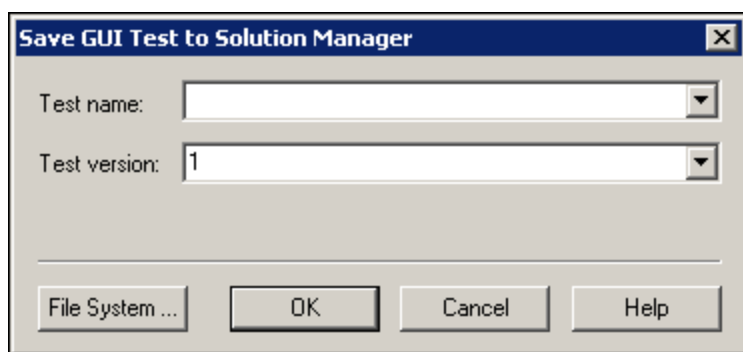 Save GUI Test to Solution Manager
Test name:
Test version: 1
File System ... OK Cancel Help